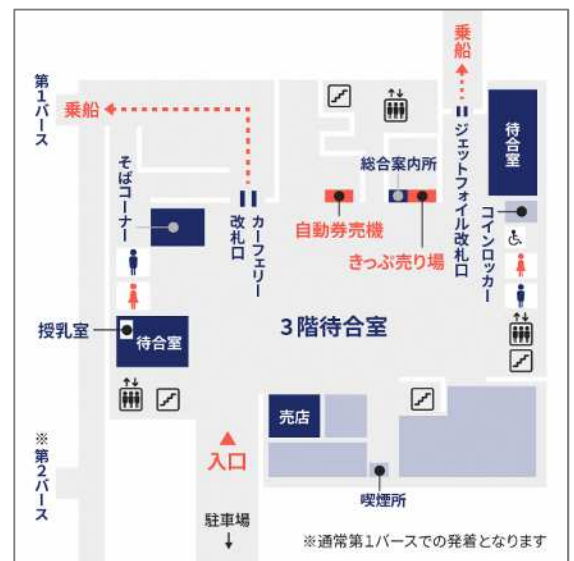 乗船
第1バース
乗船
そばコーナー
カーフェリー
改札口
自動券売機
総合案内所
きっぷ売り場
ジェットフォイル改札口
待合室
コインロッカー
3階待合室
授乳室
待合室
※第2バース
入口
駐車場
売店
喫煙所
※通常第1バースでの発着となります